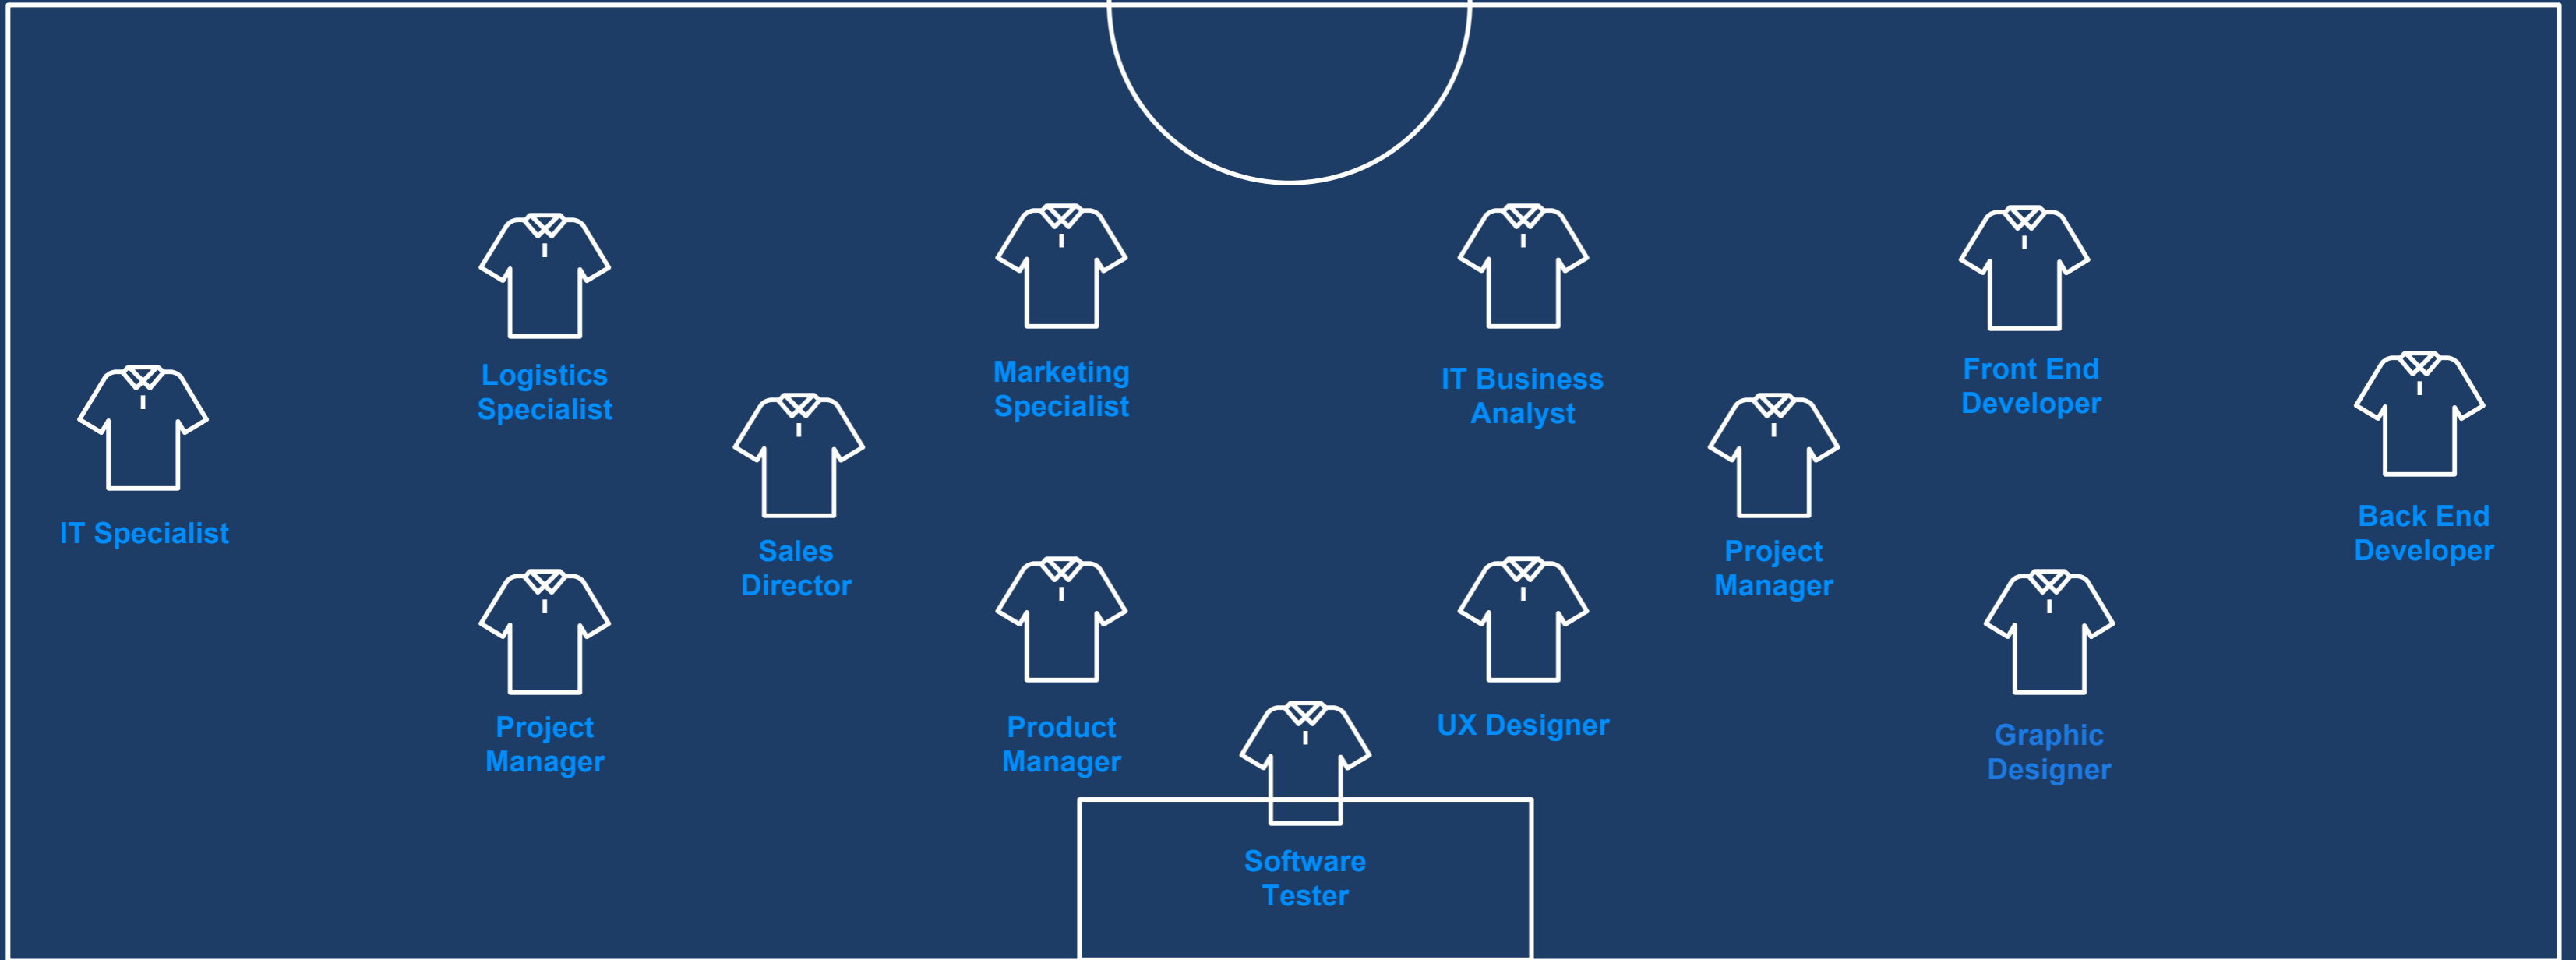 Logistics
Specialist
Marketing
Specialist
IT Business
Analyst
Front End
Developer
IT Specialist
Sales
Director
Project
Manager
Back End
Developer
Project
Manager
Product
Manager
UX Designer
Graphic
Designer
Software
Tester